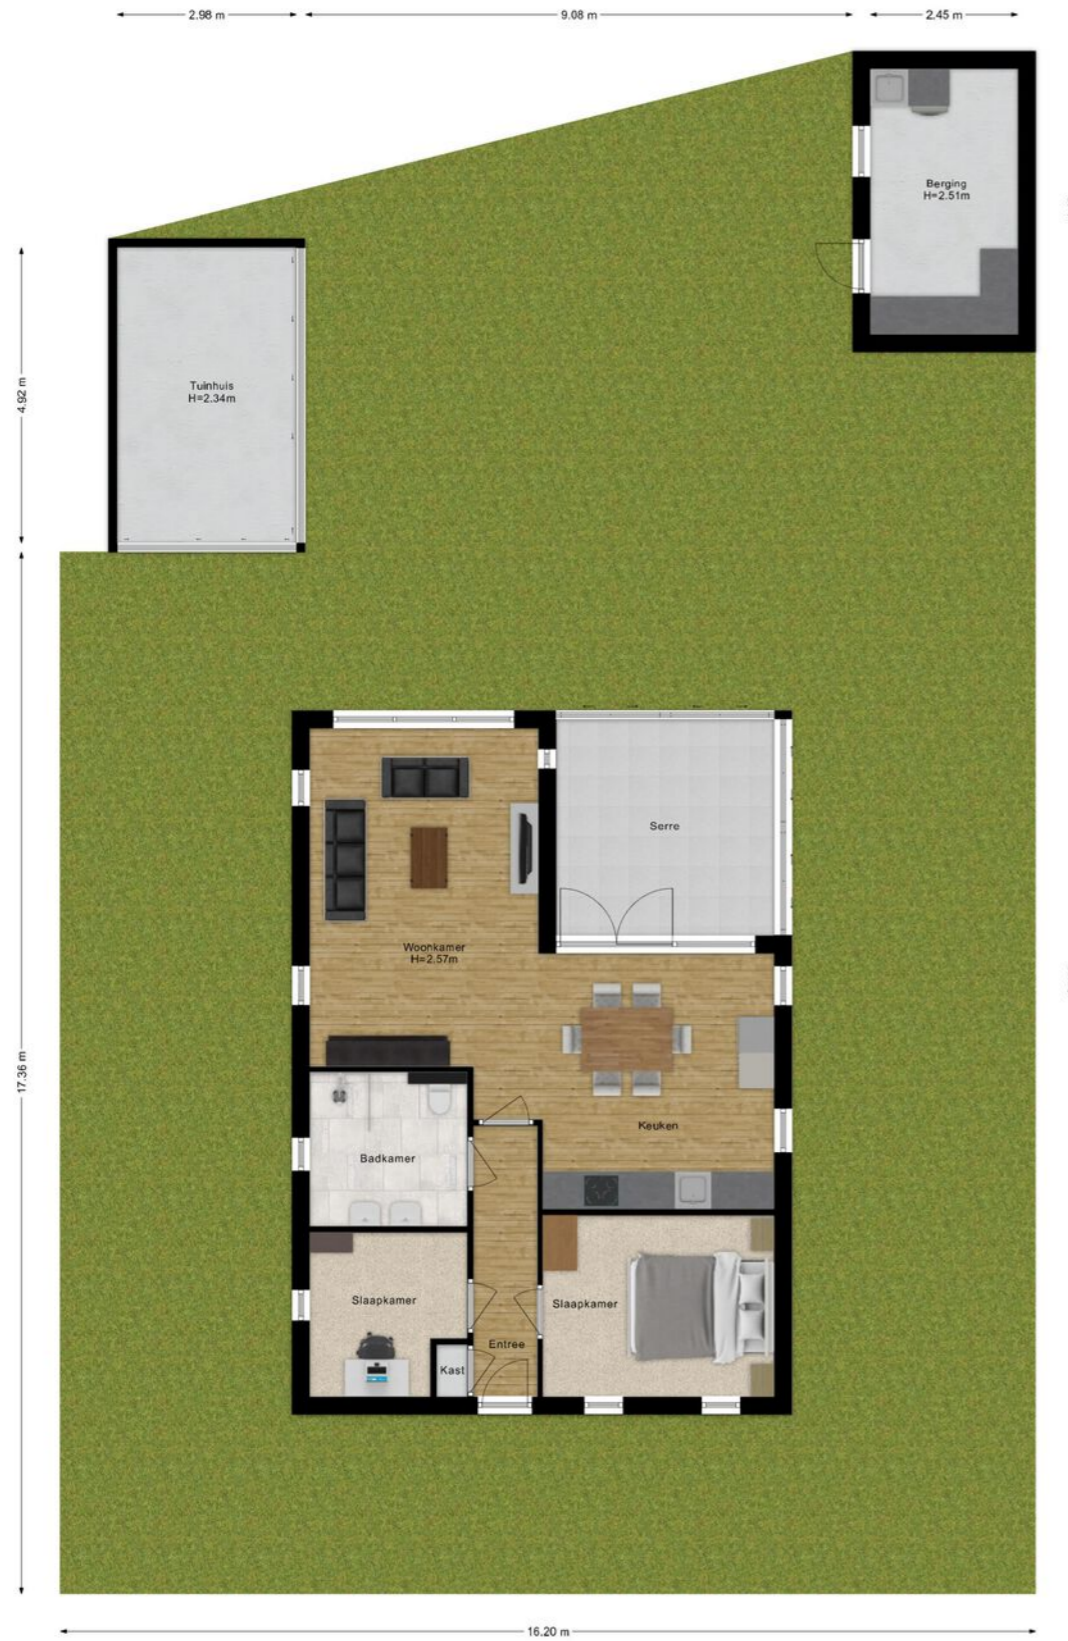 2.98 m
9.08 m
2.45 m
Berging
H=2.51m
4.92 m
Tuinhuis
H=2.34m
Serre
Woonkamer
H=2.57m
17.36 m
Keuken
Badkamer
Slaapkamer
Slaapkamer
Entree
Kast
16.20 m